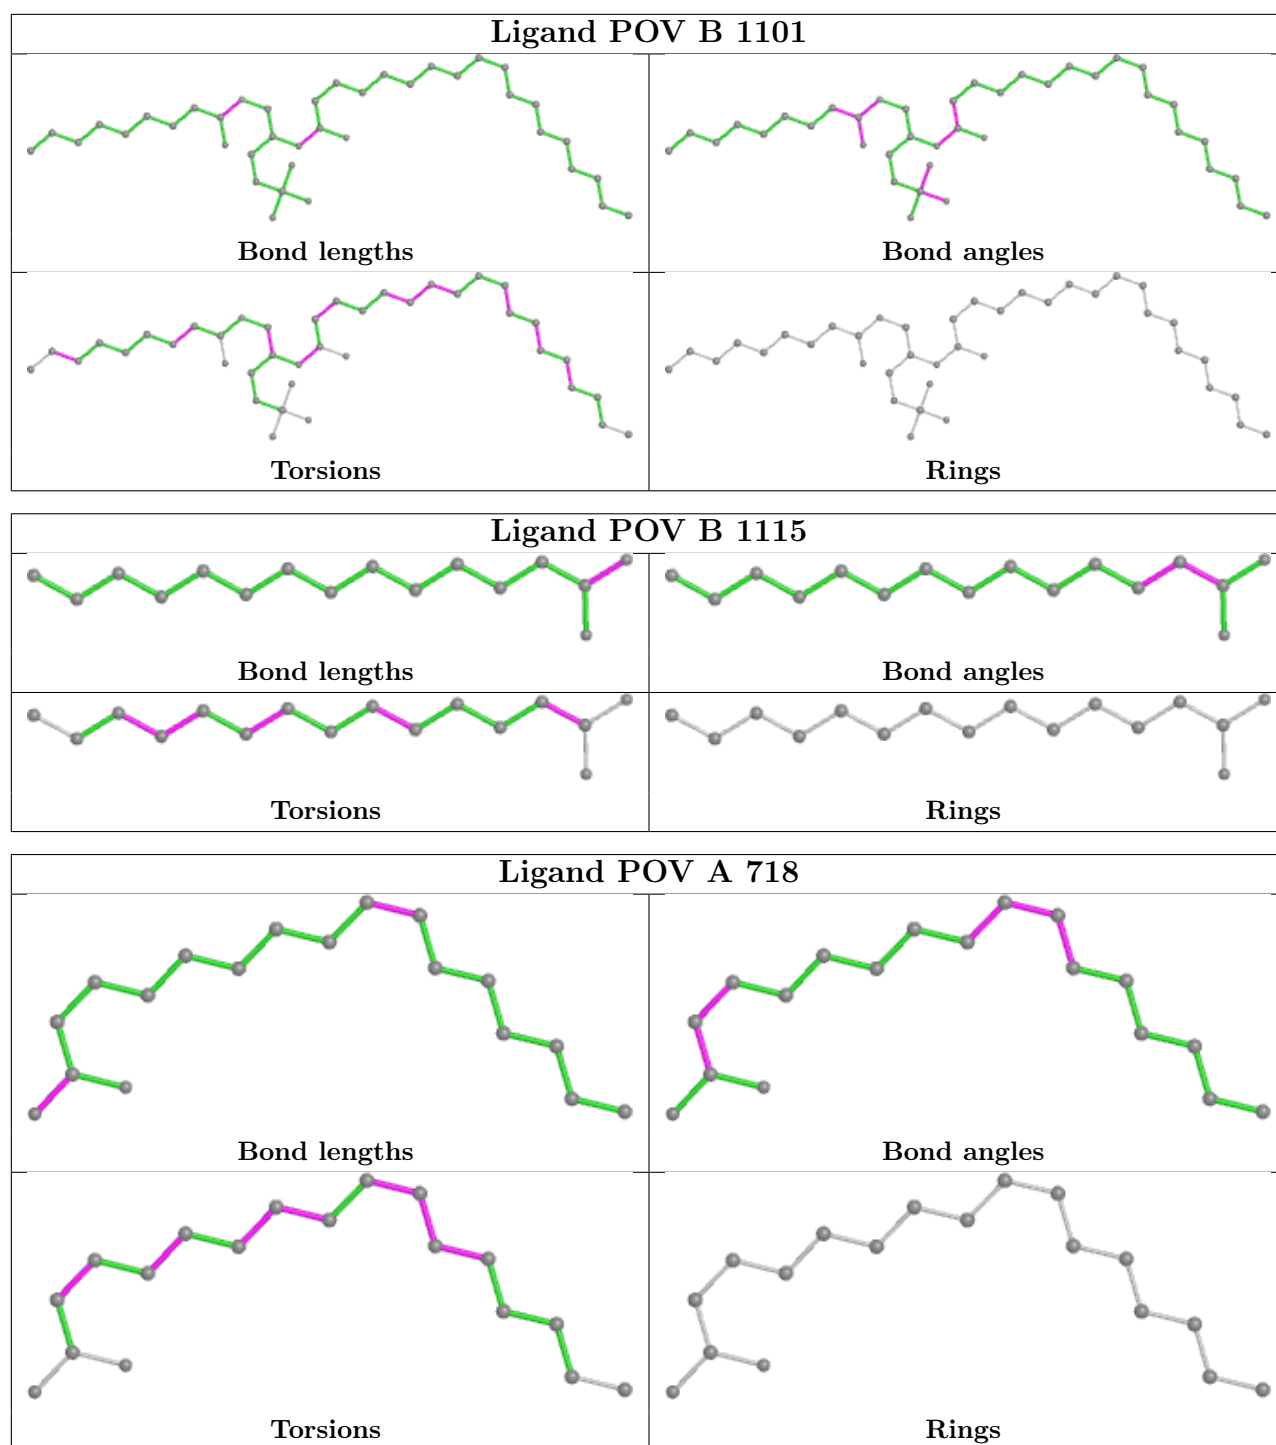 Ligand POV B 1101
Bond lengths
Bond angles
Torsions
Rings
Ligand POV B 1115
Bond lengths
Bond angles
Torsions
Rings
Ligand POV A 718
Bond lengths
Bond angles
Torsions
Rings